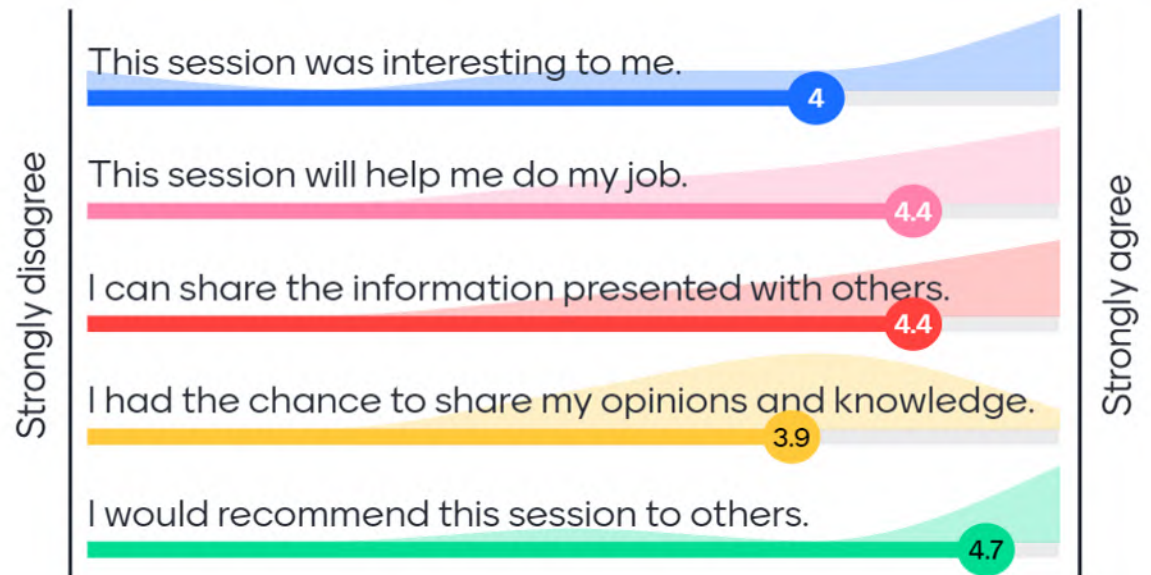 Strongly disagree
This session was interesting to me.
4
This session will help me do my job.
4.4
I can share the information presented with others.
4.4
I had the chance to share my opinions and knowledge.
3.9
I would recommend this session to others.
4.7
Strongly agree